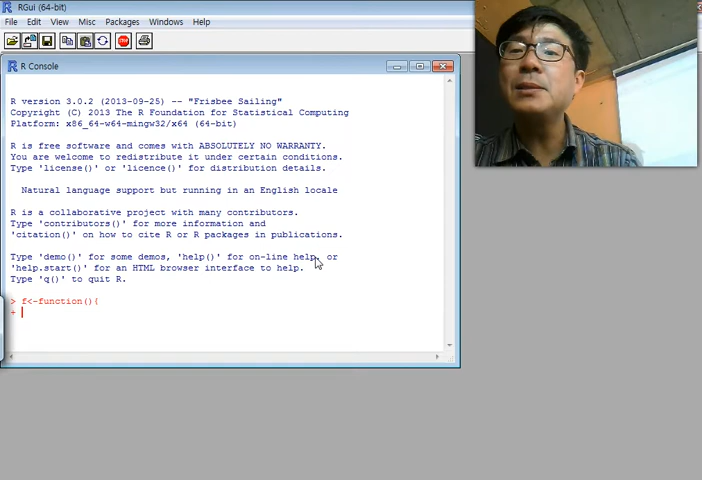 RGui (64-bit)
File Edit View Misc Packages Windows Help
R Console
R version 3.0.2 (2013-09-25) -- "Frisbee Sailing"
Copyright (C) 2013 The R Foundation for Statistical Computing
Platform: x86_64-w64-mingw32/x64 (64-bit)
R is free software and comes with ABSOLUTELY NO WARRANTY.
You are welcome to redistribute it under certain conditions.
Type 'license()' or 'licence()' for distribution details.
Natural language support but running in an English locale
R is a collaborative project with many contributors.
Type 'contributors()' for more information and
'citation()' on how to cite R or R packages in publications.
Type 'demo()' for some demos, 'help()' for on-line help, or
'help.start()' for an HTML browser interface to help.
Type 'q()' to quit R.
> f<-function(){
+